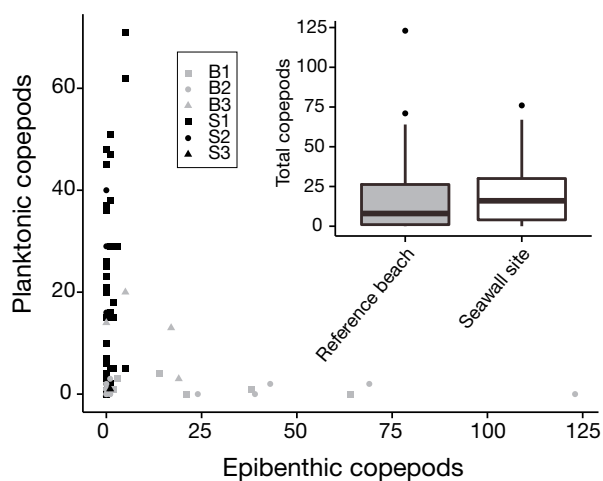 Planktonic copepods
60
40
20
0
0
25
50
75
100
125
Epibenthic copepods
B1
B2
B3
S1
S2
S3
Total copepods
125
100
75
50
25
0
Reference beach
Seawall site